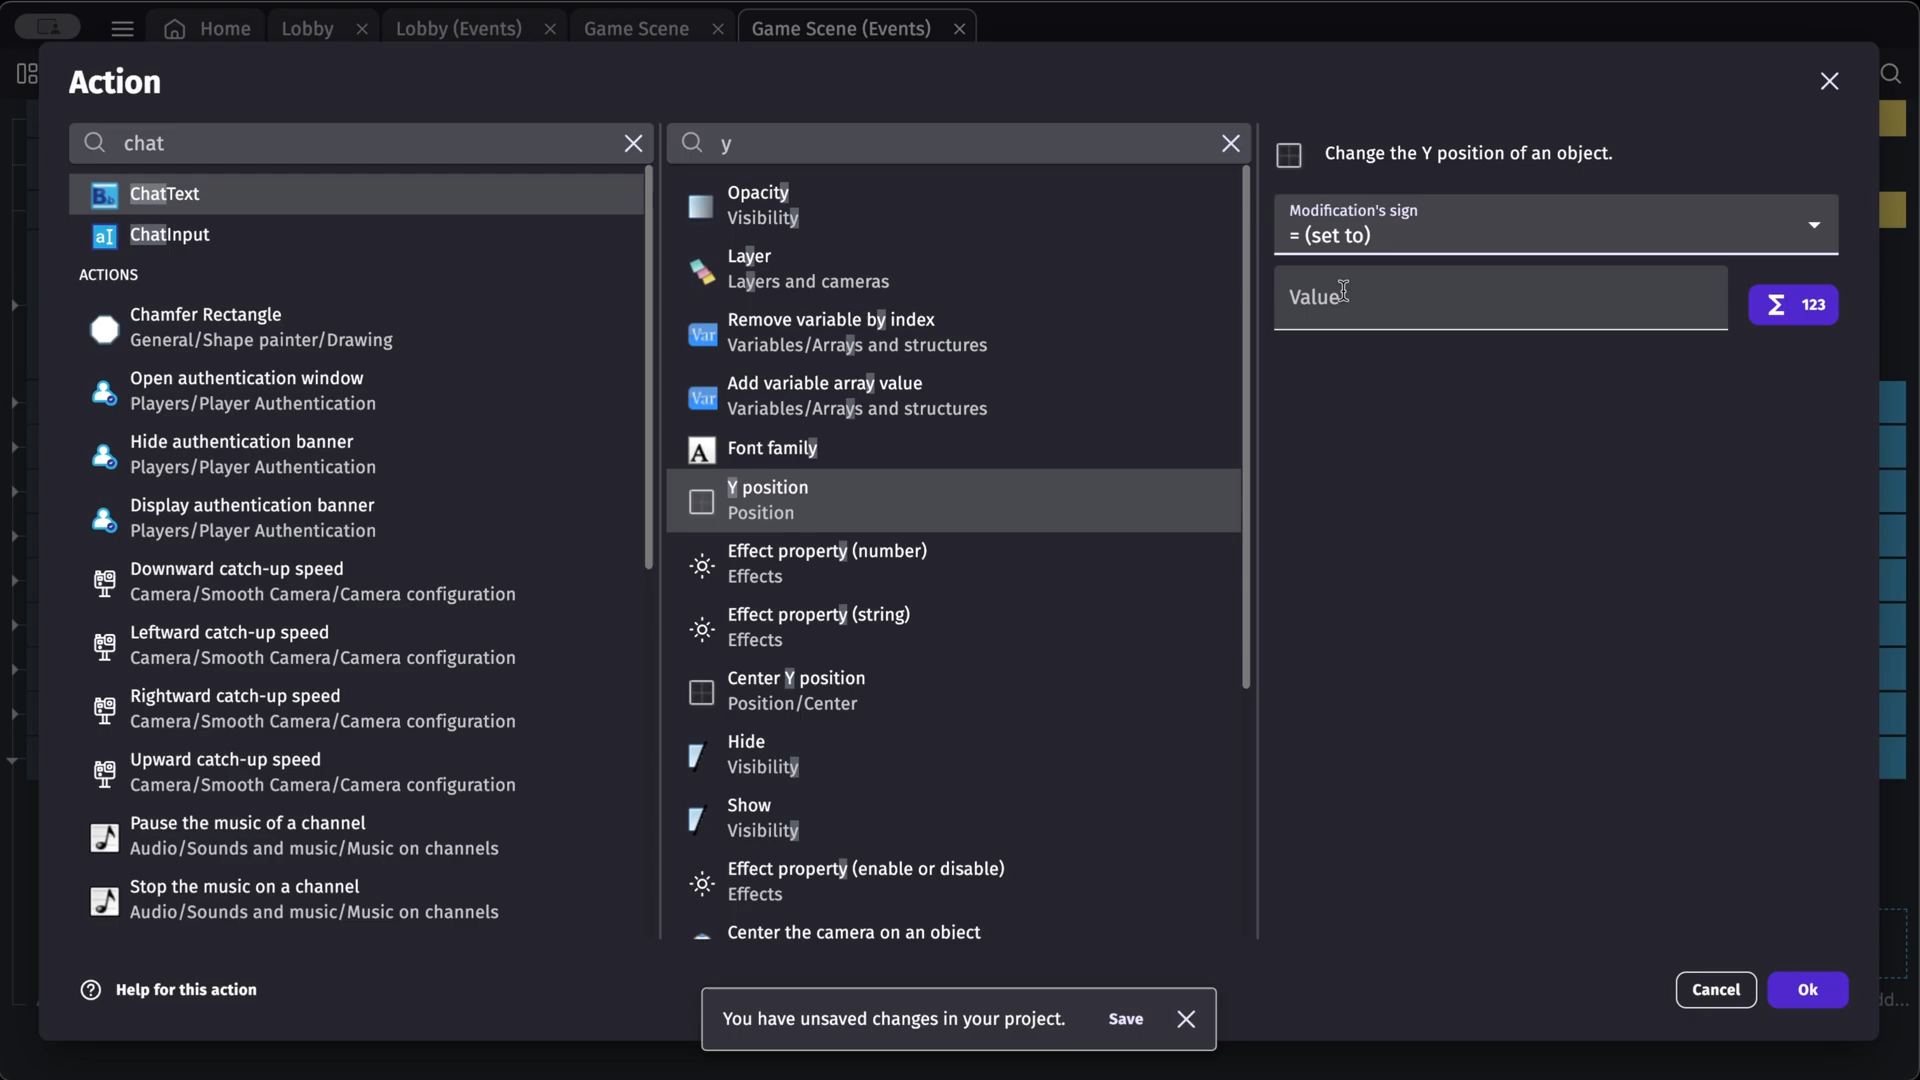 Home
Lobby
Lobby (Events)
Game Scene
Game Scene (Events)
Action
chat
ChatText
ChatInput
ACTIONS
Chamfer Rectangle
General/Shape painter/Drawing
Open authentication window
Players/Player Authentication
Hide authentication banner
Players/Player Authentication
Display authentication banner
Players/Player Authentication
Downward catch-up speed
Camera/Smooth Camera/Camera configuration
Leftward catch-up speed
Camera/Smooth Camera/Camera configuration
Rightward catch-up speed
Camera/Smooth Camera/Camera configuration
Upward catch-up speed
Camera/Smooth Camera/Camera configuration
Pause the music of a channel
Audio/Sounds and music/Music on channels
Stop the music on a channel
Audio/Sounds and music/Music on channels
y
Opacity
Visibility
Layer
Layers and cameras
Var
Remove variable by index
Variables/Arrays and structures
Var
Add variable array value
Variables/Arrays and structures
A
Font family
Y position
Position
Effect property (number)
Effects
Effect property (string)
Effects
Center Y position
Position/Center
Hide
Visibility
Show
Visibility
Effect property (enable or disable)
Effects
Center the camera on an object
Change the Y position of an object.
Modification's sign
= (set to)
Value
Σ 123
Help for this action
You have unsaved changes in your project.
Save
Cancel
Ok